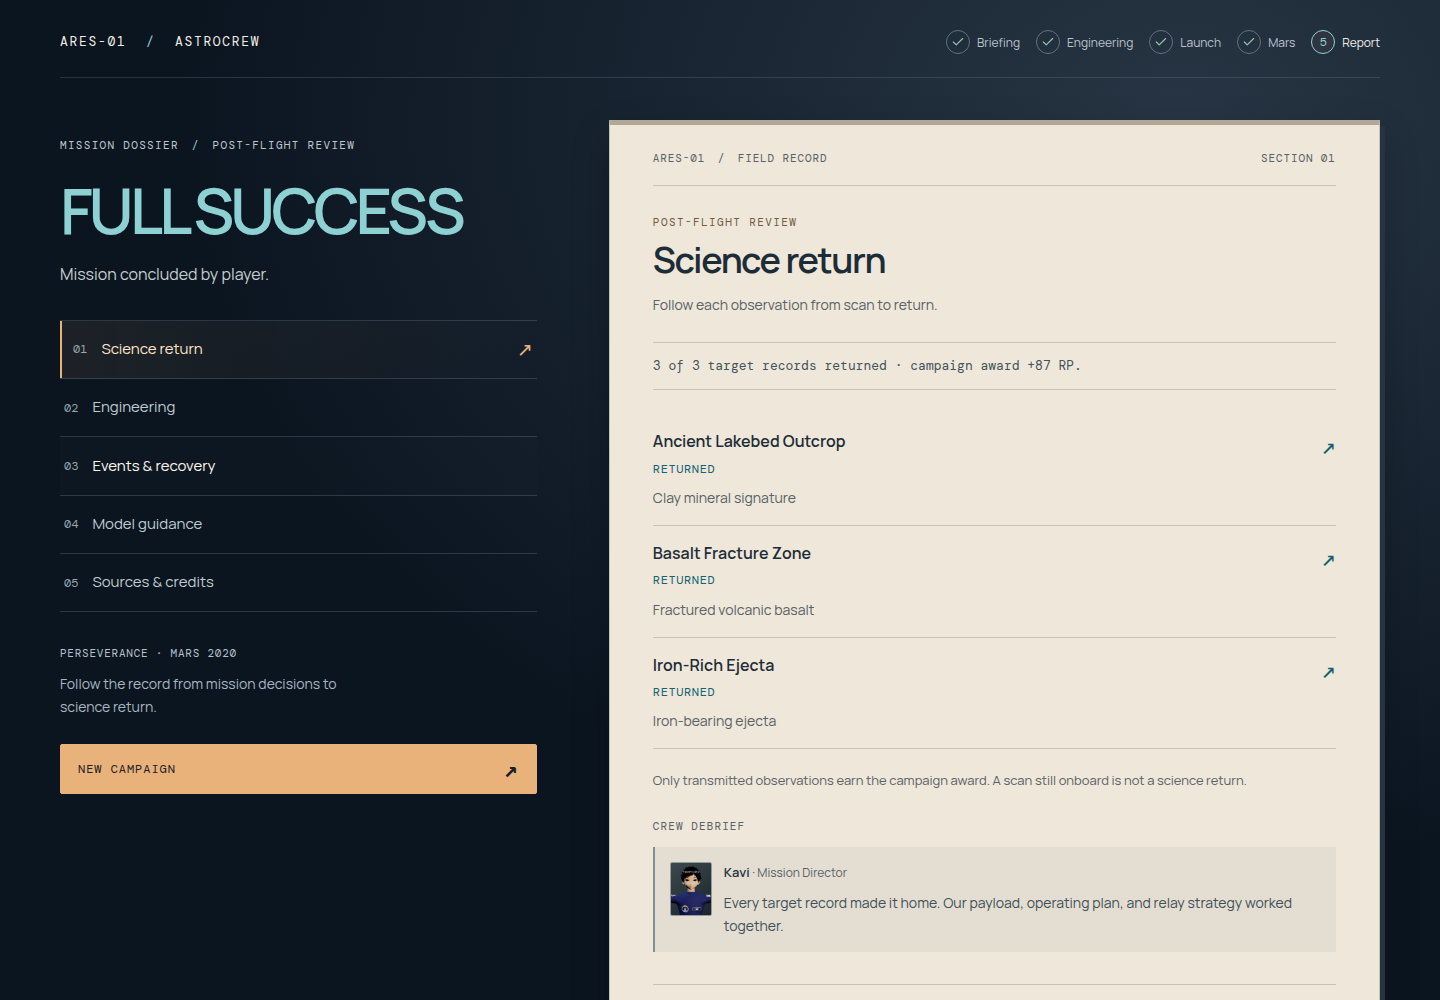 ARES-01 / ASTROCREW
Briefing
Engineering
Launch
Mars
5 Report
MISSION DOSSIER / POST-FLIGHT REVIEW
FULL SUCCESS
Mission concluded by player.
01 Science return ↗
02 Engineering
03 Events & recovery
04 Model guidance
05 Sources & credits
PERSEVERANCE · MARS 2020
Follow the record from mission decisions to
science return.
NEW CAMPAIGN ↗
ARES-01 / FIELD RECORD
SECTION 01
POST-FLIGHT REVIEW
Science return
Follow each observation from scan to return.
3 of 3 target records returned · campaign award +87 RP.
Ancient Lakebed Outcrop ↗
RETURNED
Clay mineral signature
Basalt Fracture Zone ↗
RETURNED
Fractured volcanic basalt
Iron-Rich Ejecta ↗
RETURNED
Iron-bearing ejecta
Only transmitted observations earn the campaign award. A scan still onboard is not a science return.
CREW DEBRIEF
Kavi · Mission Director
Every target record made it home. Our payload, operating plan, and relay strategy worked
together.